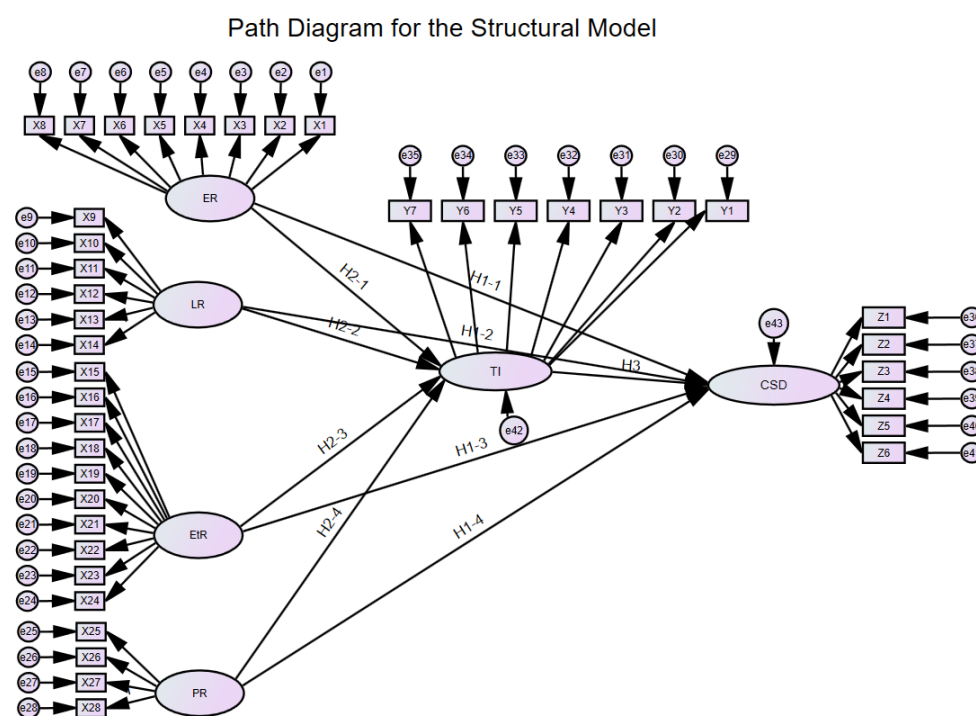 Path Diagram for the Structural Model
e8 e7 e6 e5 e4 e3 e2 e1
X8 X7 X6 X5 X4 X3 X2 X1
ER
e35 e34 e33 e32 e31 e30 e29
Y7 Y6 Y5 Y4 Y3 Y2 Y1
e9 X9
e10 X10
e11 X11
e12 X12
e13 X13
e14 X14
LR
H2-1
H1-1
H2-2
H1-2
H3
TI
e42
e43
CSD
Z1
Z2
Z3
Z4
Z5
Z6
e15 X15
e16 X16
e17 X17
e18 X18
e19 X19
e20 X20
e21 X21
e22 X22
e23 X23
e24 X24
EtR
H2-3
H1-3
H2-4
H1-4
e25 X25
e26 X26
e27 X27
e28 X28
PR